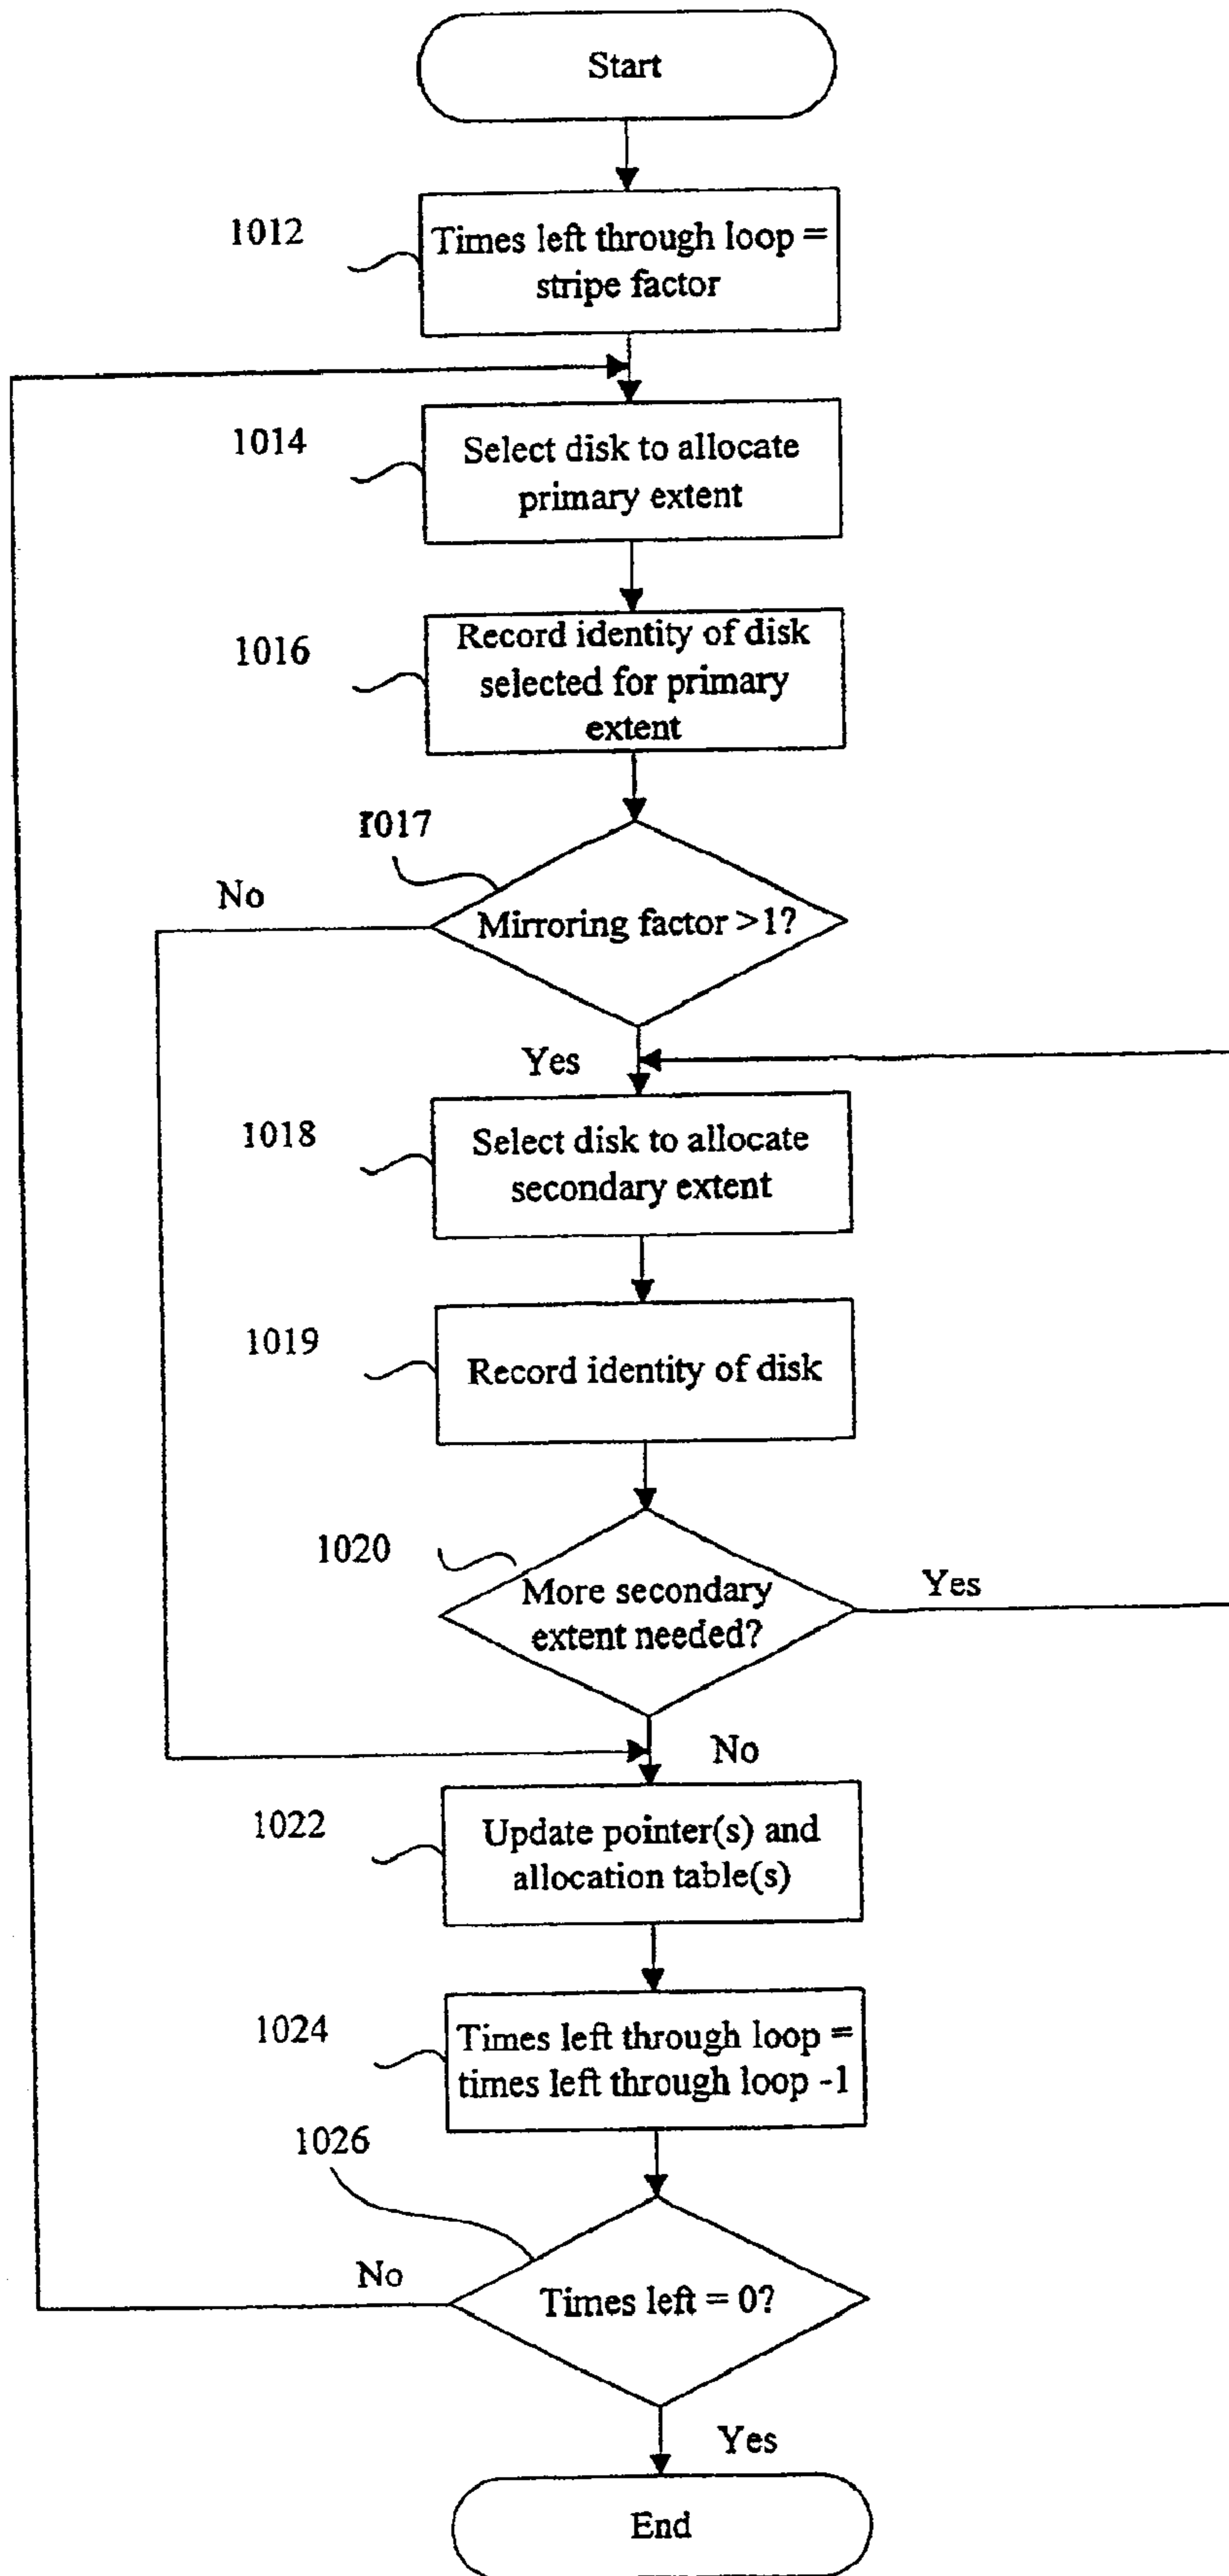 Start
1012
Times left through loop =
stripe factor
1014
Select disk to allocate
primary extent
1016
Record identity of disk
selected for primary
extent
1017
No
Mirroring factor >1?
Yes
1018
Select disk to allocate
secondary extent
1019
Record identity of disk
1020
More secondary
extent needed?
Yes
No
1022
Update pointer(s) and
allocation table(s)
1024
Times left through loop =
times left through loop -1
1026
No
Times left = 0?
Yes
End